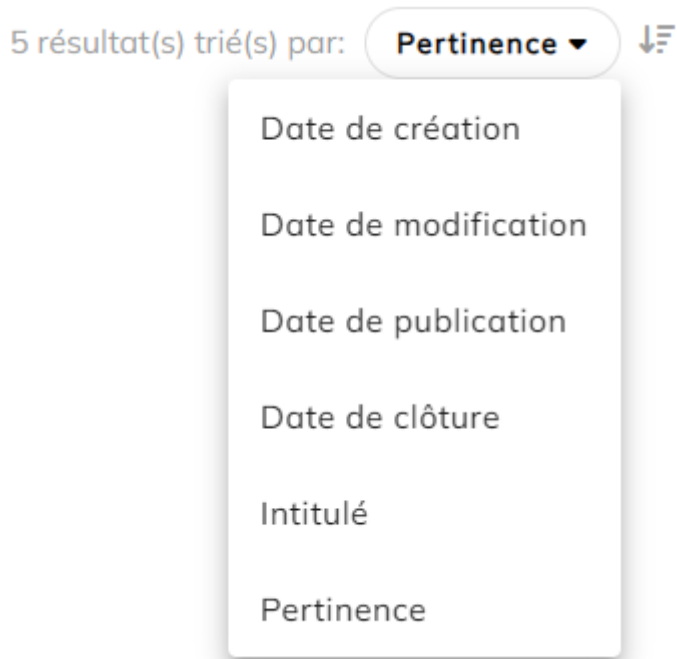 5 résultat(s) trié(s) par: Pertinence
Date de création
Date de modification
Date de publication
Date de clôture
Intitulé
Pertinence